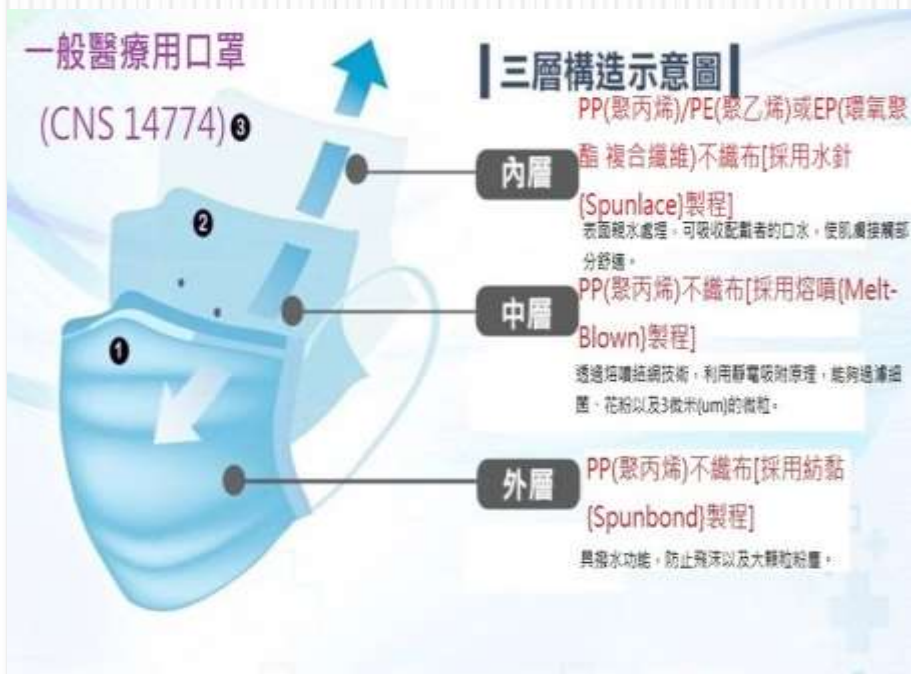 一般醫療用口罩
(CNS 14774)❸
三層構造示意圖
PP(聚丙烯)/PE(聚乙烯)或EP(環氧聚
酯 複合纖維)不織布[採用水針
{Spunlace}製程]
內層
表面親水處理，可吸收配戴者的口水，使肌膚接觸部
分舒適。
❷
PP(聚丙烯)不織布[採用熔噴{Melt-
Blown}製程]
中層
透過熔噴結網技術，利用靜電吸附原理，能夠過濾細
菌、花粉以及3微米(um)的微粒。
❶
PP(聚丙烯)不織布[採用紡黏
{Spunbond}製程]
外層
具撥水功能，防止飛沫以及大顆粒粉塵。